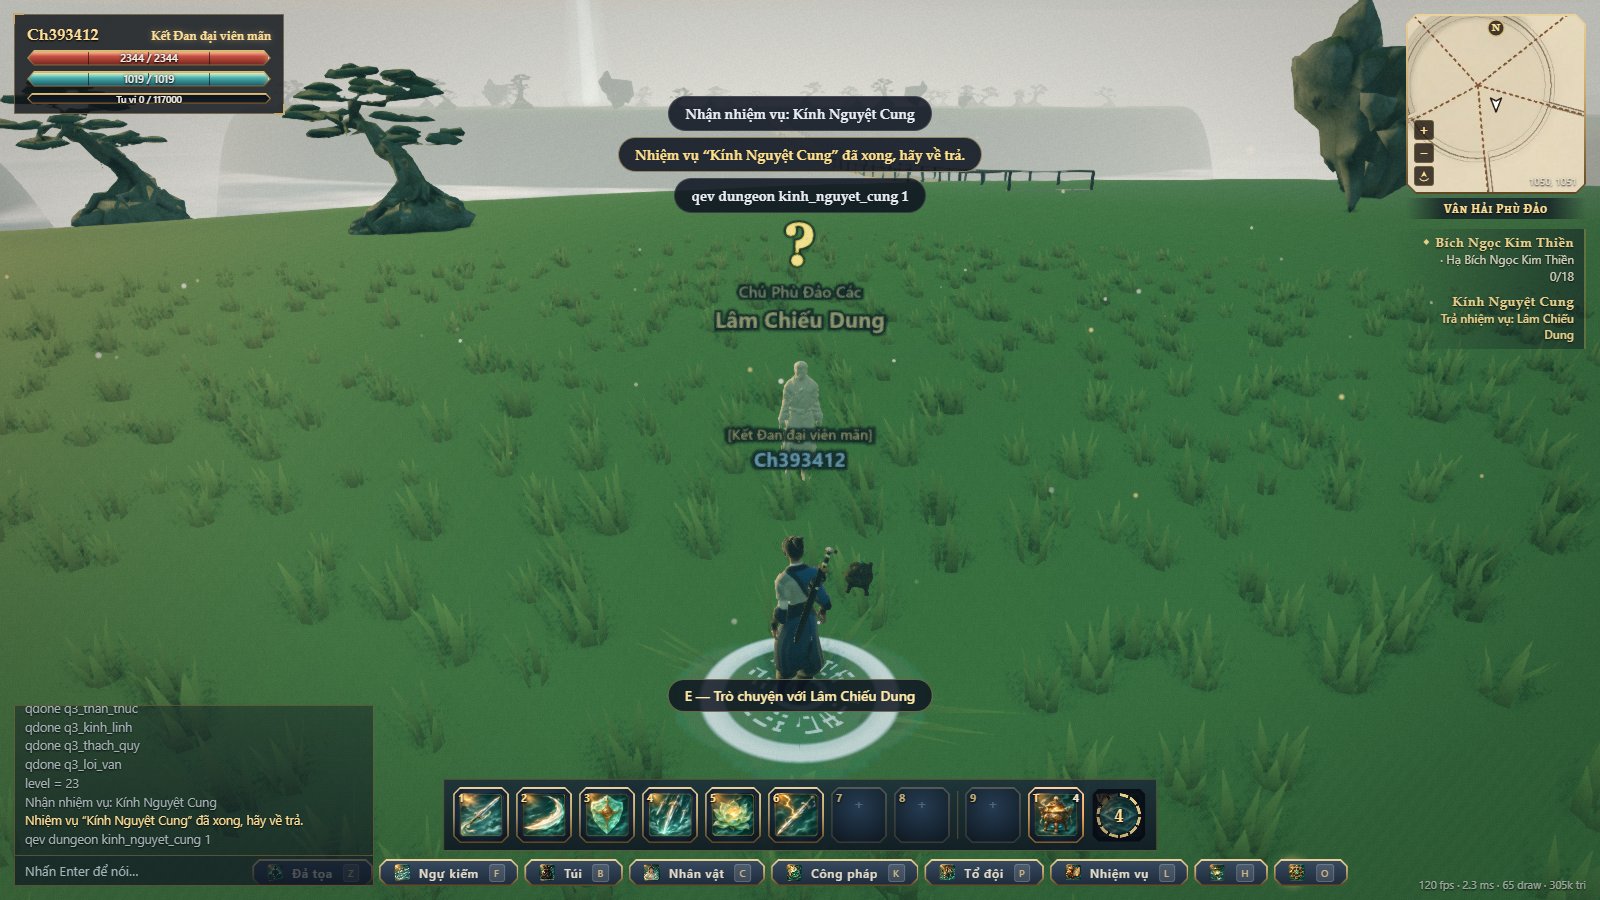 Ch393412
Kết Đan đại viên mãn
2344 / 2344
1019 / 1019
Tu vi 0 / 117000
Nhận nhiệm vụ: Kính Nguyệt Cung
Nhiệm vụ “Kính Nguyệt Cung” đã xong, hãy về trả.
qev dungeon kinh_nguyet_cung 1
?
Chủ Phù Đảo Các
Lâm Chiếu Dung
[Kết Đan đại viên mãn]
Ch393412
E — Trò chuyện với Lâm Chiếu Dung
N
+
−
1050, 1051
Vân Hải Phù Đảo
Bích Ngọc Kim Thiền
· Hạ Bích Ngọc Kim Thiền
0/18
Kính Nguyệt Cung
Trả nhiệm vụ: Lâm Chiếu
Dung
qdone q3_than_thuc
qdone q3_kinh_linh
qdone q3_thach_quy
qdone q3_loi_van
level = 23
Nhận nhiệm vụ: Kính Nguyệt Cung
Nhiệm vụ “Kính Nguyệt Cung” đã xong, hãy về trả.
qev dungeon kinh_nguyet_cung 1
Nhấn Enter để nói...
1 2 3 4 5 6 7 + 8 + 9 + T 4 4
Đả tọa Z
Ngự kiếm F
Túi B
Nhân vật C
Công pháp K
Tổ đội P
Nhiệm vụ L
H
O
120 fps · 2.3 ms · 65 draw · 305k tri